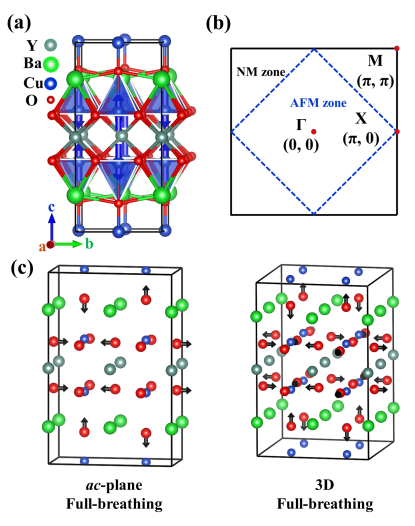 (a)
Y
Ba
Cu
O
c
a
b
(b)
NM zone
M
(π, π)
AFM zone
Γ
(0, 0)
X
(π, 0)
(c)
ac-plane
Full-breathing
3D
Full-breathing